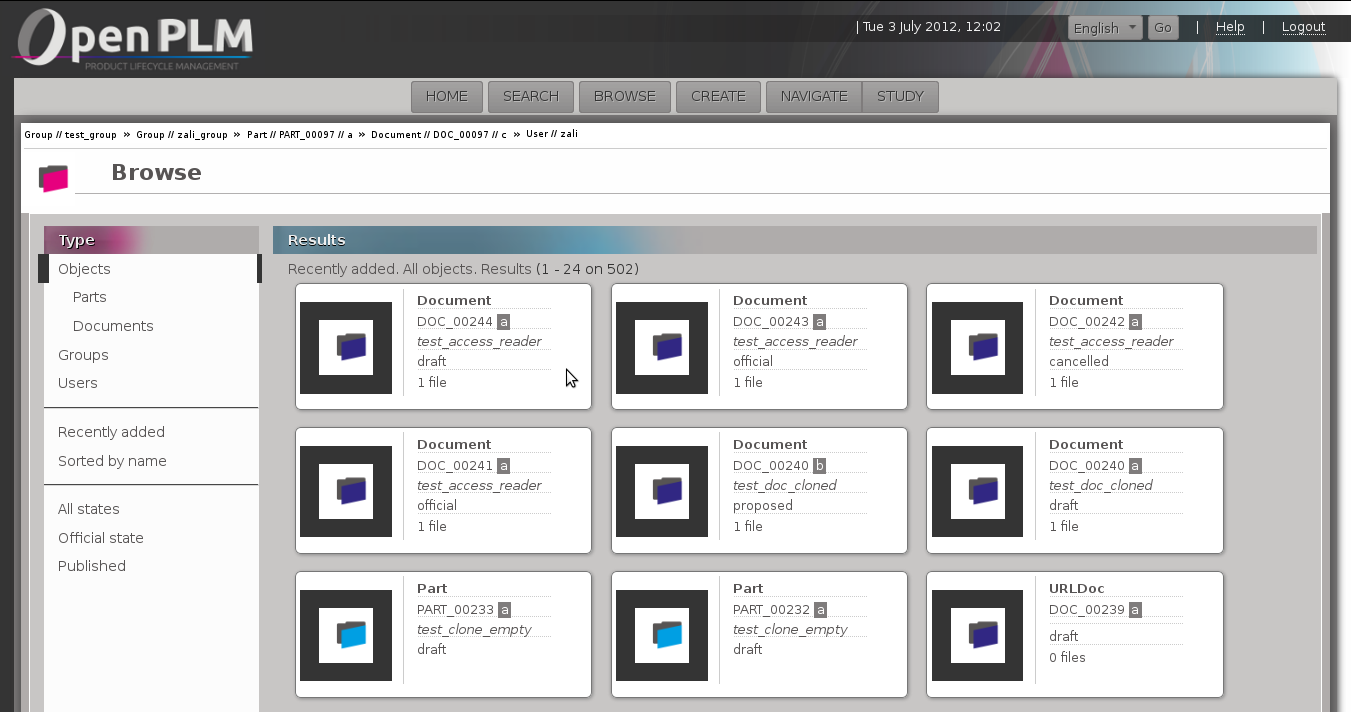 Open PLM
PRODUCT LIFECYCLE MANAGEMENT
| Tue 3 July 2012, 12:02
English Go | Help | Logout
HOME SEARCH BROWSE CREATE NAVIGATE STUDY
Group // test_group » Group // zali_group » Part // PART_00097 // a » Document // DOC_00097 // c » User // zali
Browse
Type
Objects
Parts
Documents
Groups
Users
Recently added
Sorted by name
All states
Official state
Published
Results
Recently added. All objects. Results (1 - 24 on 502)
Document
DOC_00244 a
test_access_reader
draft
1 file
Document
DOC_00243 a
test_access_reader
official
1 file
Document
DOC_00242 a
test_access_reader
cancelled
1 file
Document
DOC_00241 a
test_access_reader
official
1 file
Document
DOC_00240 b
test_doc_cloned
proposed
1 file
Document
DOC_00240 a
test_doc_cloned
draft
1 file
Part
PART_00233 a
test_clone_empty
draft
Part
PART_00232 a
test_clone_empty
draft
URLDoc
DOC_00239 a
draft
0 files